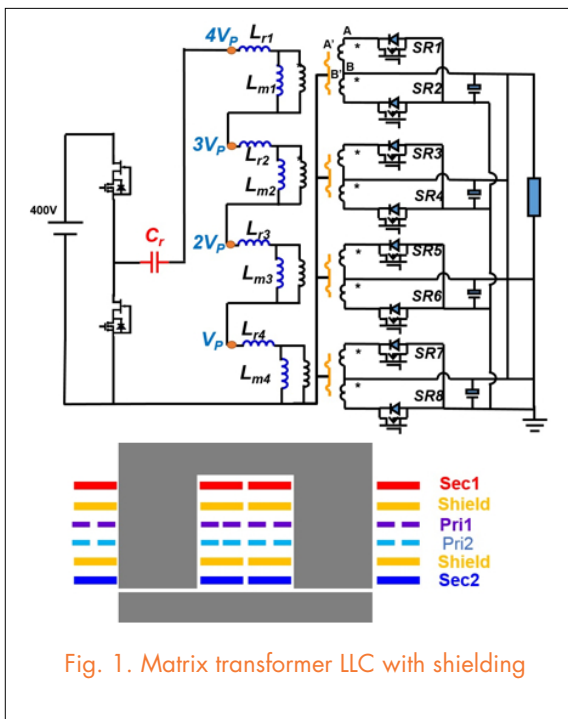 4VP Lr1
A' A SR1
Lm1 * B' B *
SR2
3VP Lr2 * SR3
Lm2 * SR4
400V
Cr
2VP Lr3 * SR5
Lm3 * SR6
VP Lr4 * SR7
Lm4 * SR8
Sec1
Shield
Pri1
Pri2
Shield
Sec2
Fig. 1. Matrix transformer LLC with shielding